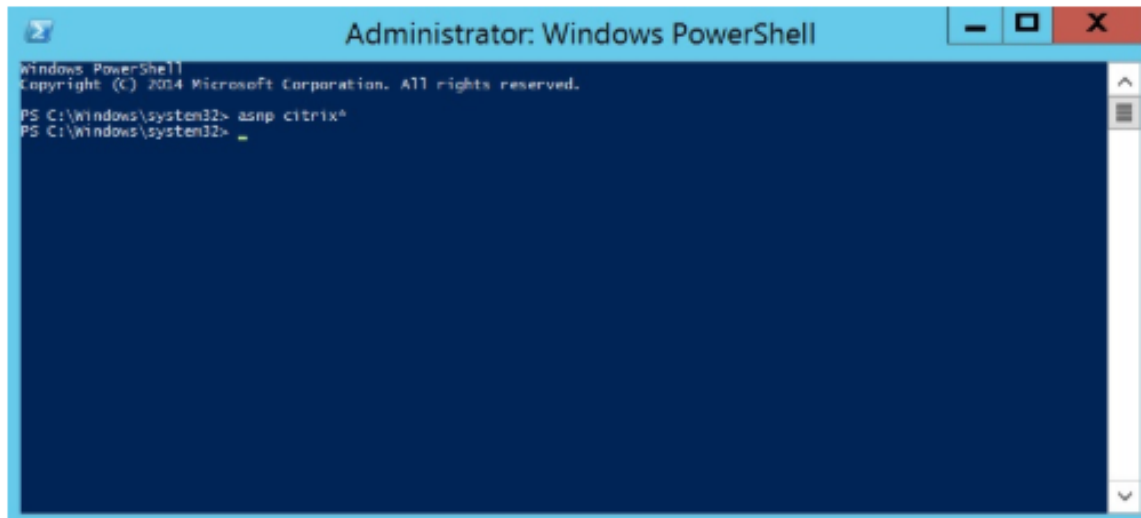 Administrator: Windows PowerShell
Windows PowerShell
Copyright (C) 2014 Microsoft Corporation. All rights reserved.
PS C:\Windows\system32> asnp citrix*
PS C:\Windows\system32> _